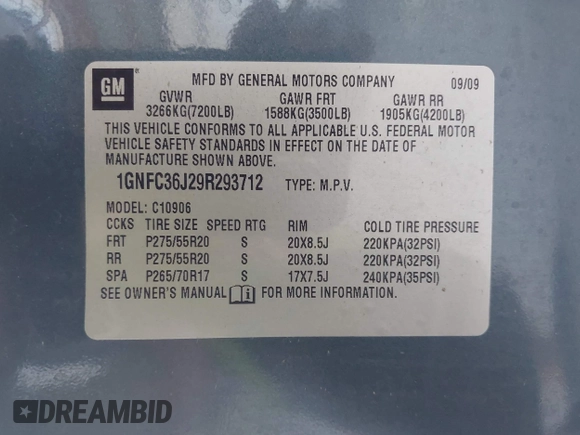 GM
MFD BY GENERAL MOTORS COMPANY 09/09
GVWR GAWR FRT GAWR RR
3266KG(7200LB) 1588KG(3500LB) 1905KG(4200LB)
THIS VEHICLE CONFORMS TO ALL APPLICABLE U.S. FEDERAL MOTOR
VEHICLE SAFETY STANDARDS IN EFFECT ON THE DATE OF
MANUFACTURE SHOWN ABOVE.
1GNFC36J29R293712 TYPE: M.P.V.
MODEL: C10906
CCKS TIRE SIZE SPEED RTG RIM COLD TIRE PRESSURE
FRT P275/55R20 S 20X8.5J 220KPA(32PSI)
RR P275/55R20 S 20X8.5J 220KPA(32PSI)
SPA P265/70R17 S 17X7.5J 240KPA(35PSI)
SEE OWNER'S MANUAL FOR MORE INFORMATION.
DREAMBID